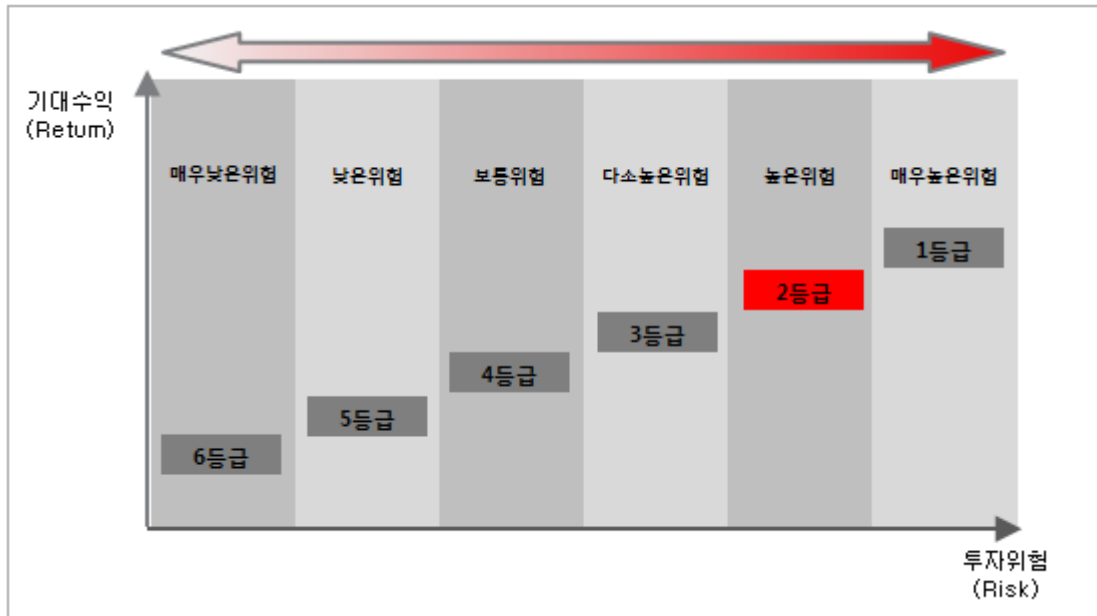 기대수익
(Return)
매우낮은위험
낮은위험
보통위험
다소높은위험
높은위험
매우높은위험
1등급
2등급
3등급
4등급
5등급
6등급
투자위험
(Risk)